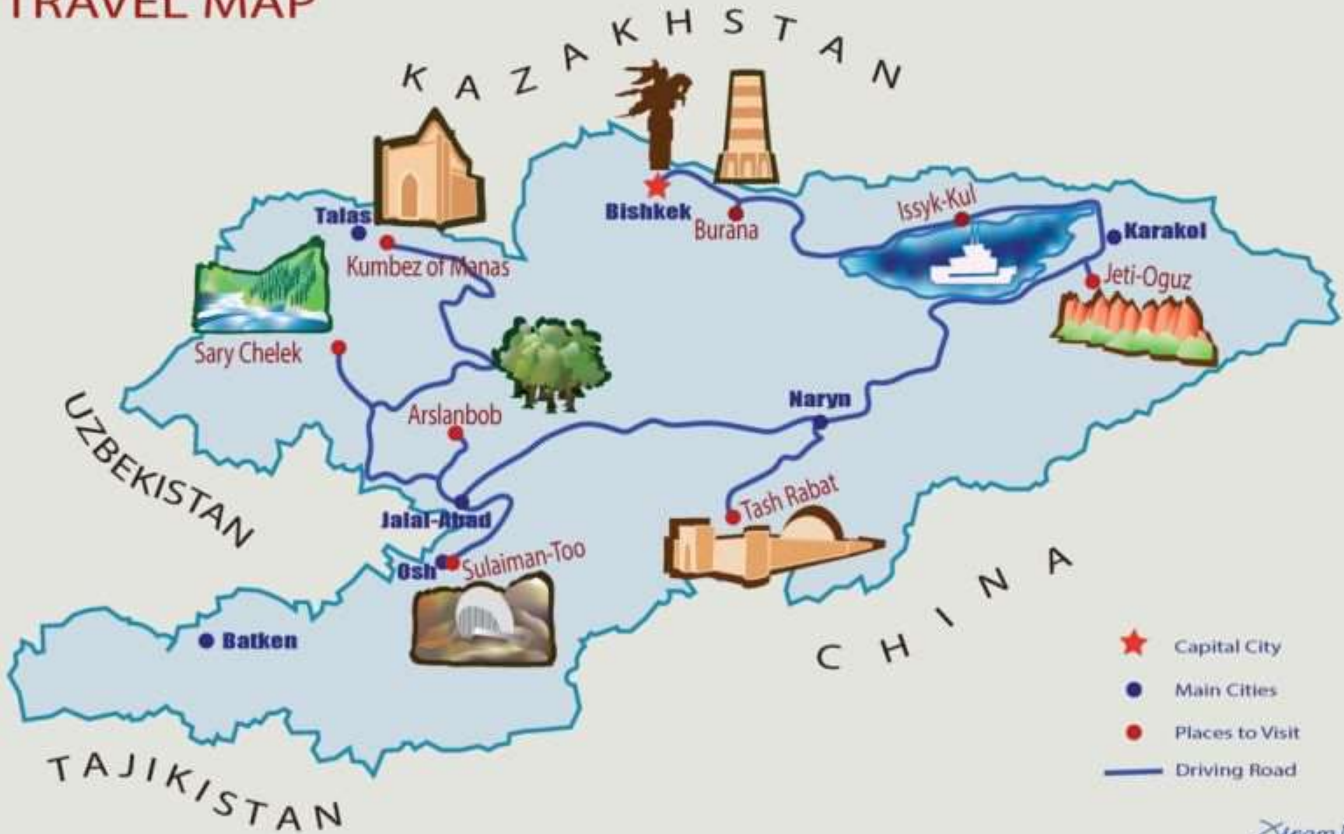 TRAVEL MAP
KAZAKHSTAN
Talas
Kumbez of Manas
Bishkek
Burana
Issyk-Kul
Karakol
Jeti-Oguz
Sary Chelek
Arslanbob
Naryn
UZBEKISTAN
Jalal-Abad
Tash Rabat
Osh
Sulaiman-Too
Batken
CHINA
TAJIKISTAN
Capital City
Main Cities
Places to Visit
Driving Road